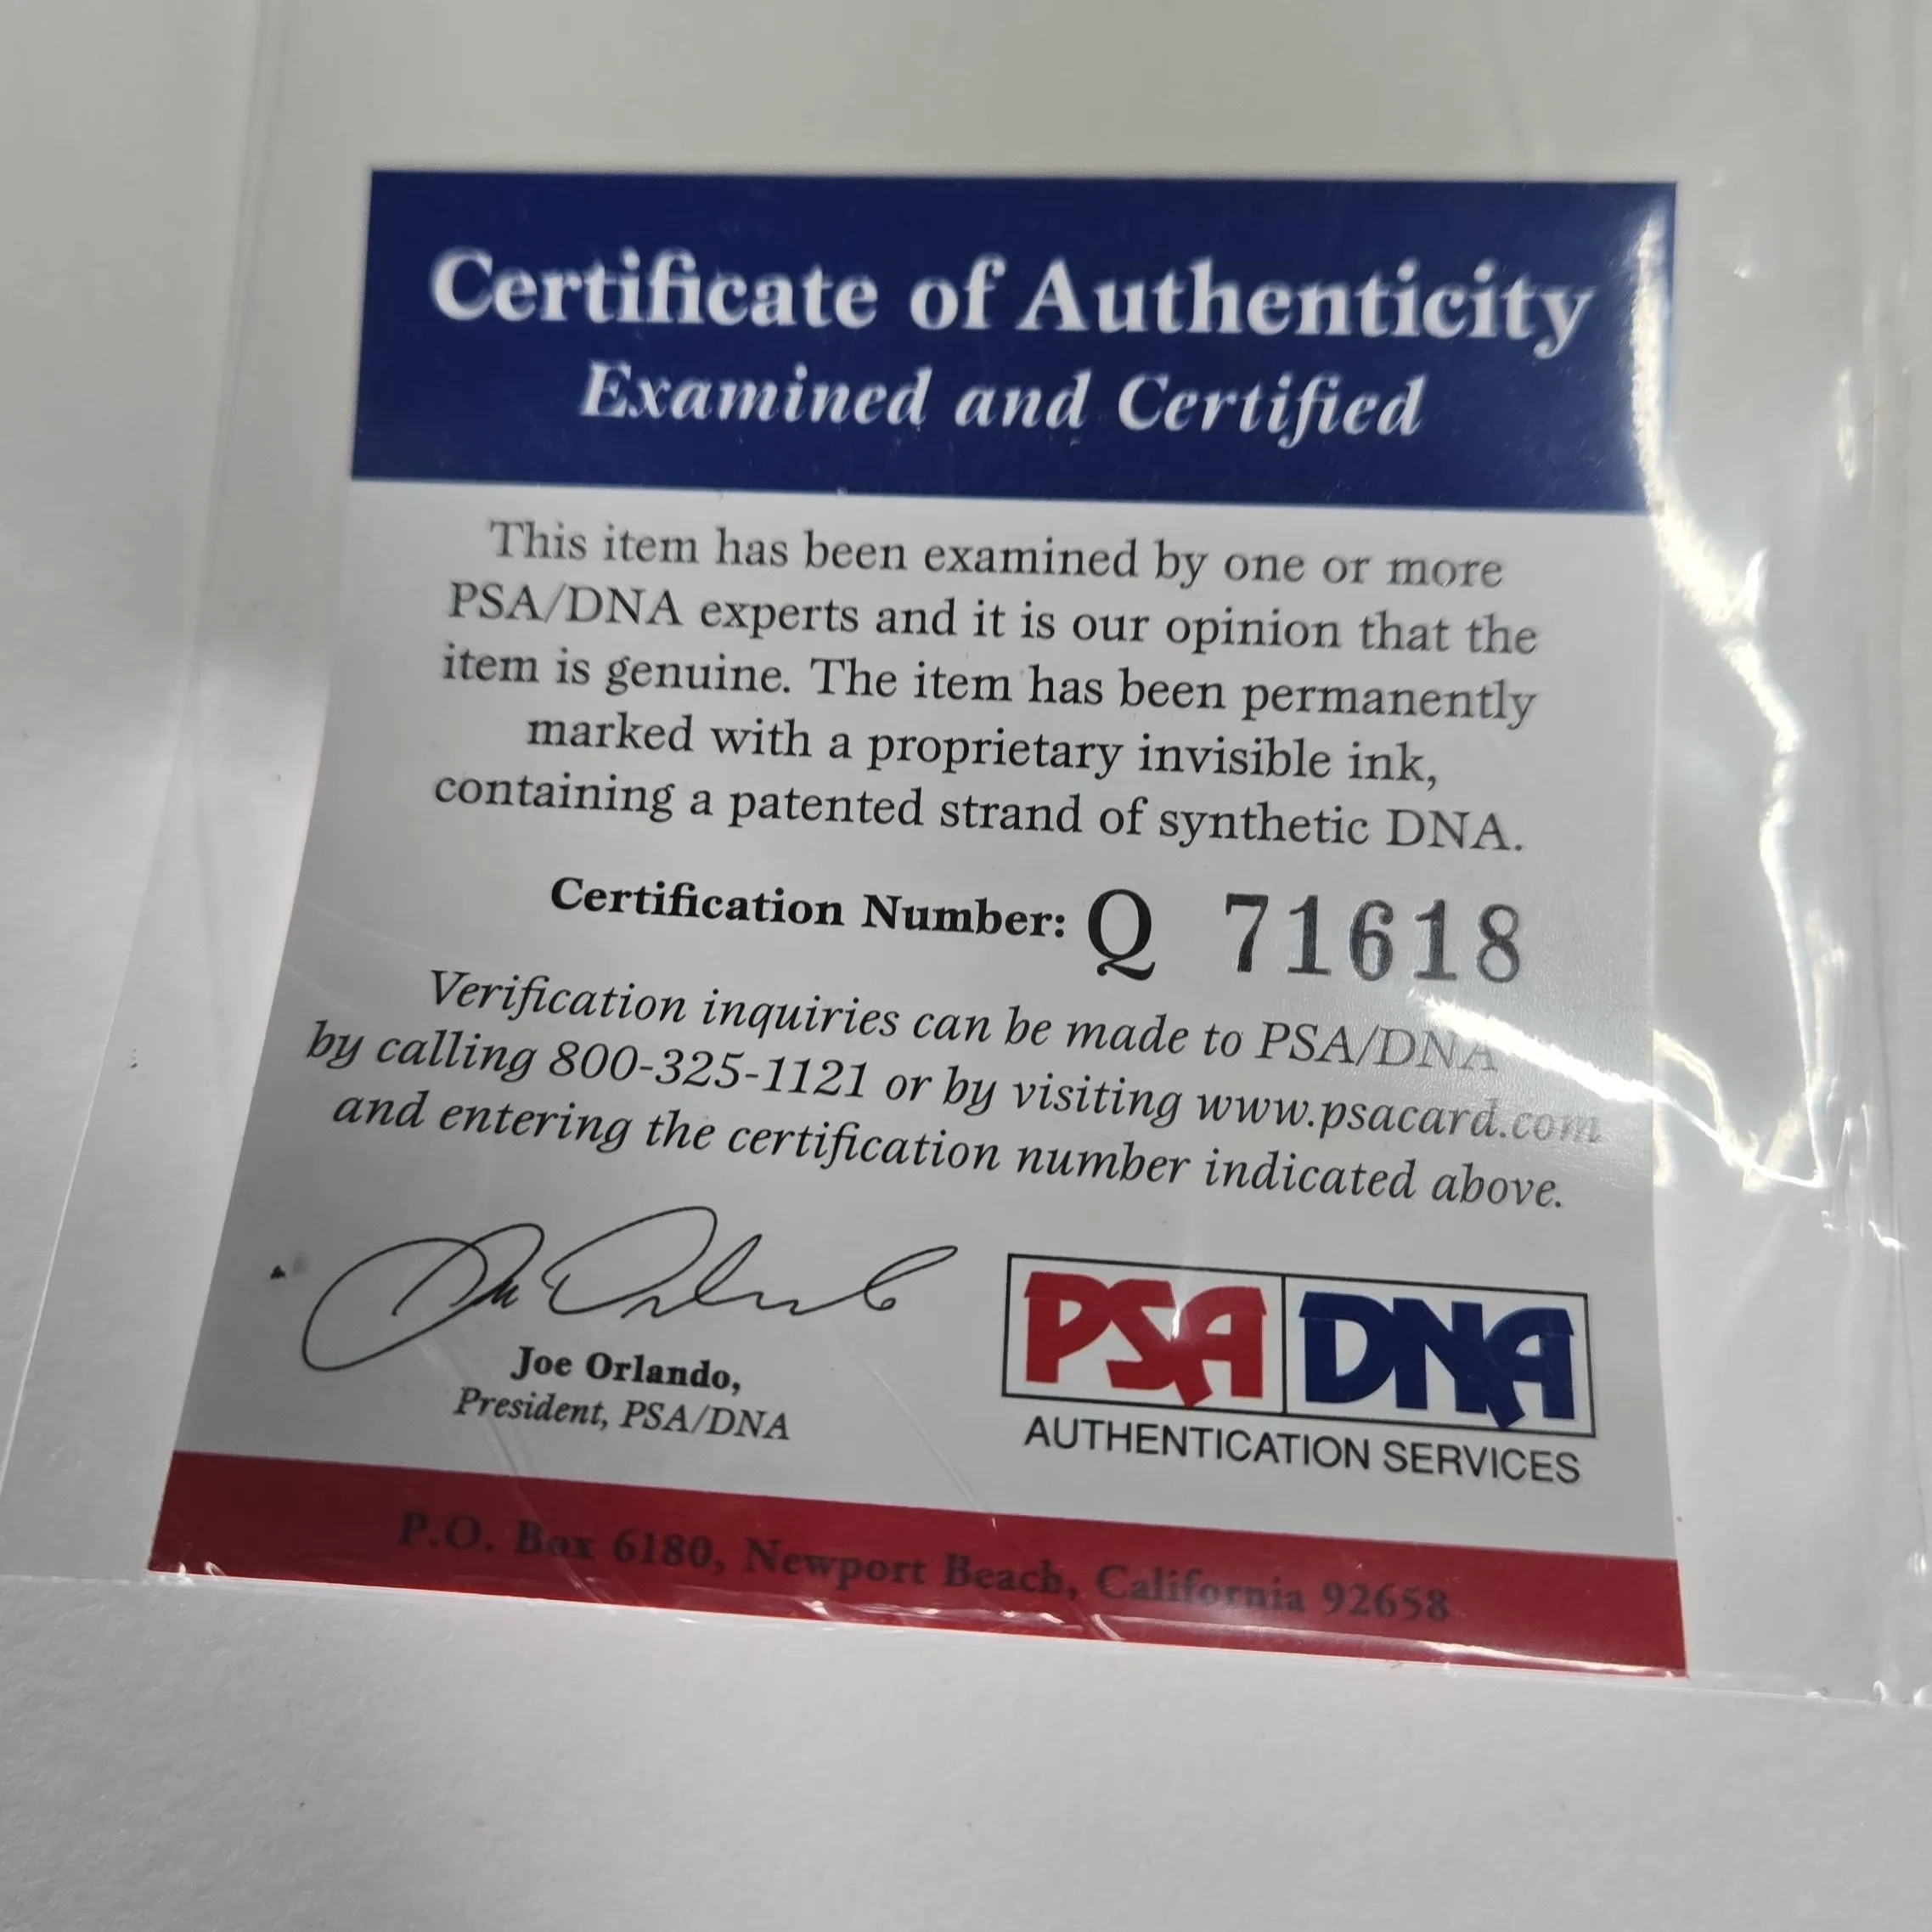 Certificate of Authenticity
Examined and Certified
This item has been examined by one or more
PSA/DNA experts and it is our opinion that the
item is genuine. The item has been permanently
marked with a proprietary invisible ink,
containing a patented strand of synthetic DNA.
Certification Number: Q 71618
Verification inquiries can be made to PSA/DNA
by calling 800-325-1121 or by visiting www.psacard.com
and entering the certification number indicated above.
Joe Orlando,
President, PSA/DNA
PSA DNA
AUTHENTICATION SERVICES
P.O. Box 6180, Newport Beach, California 92658